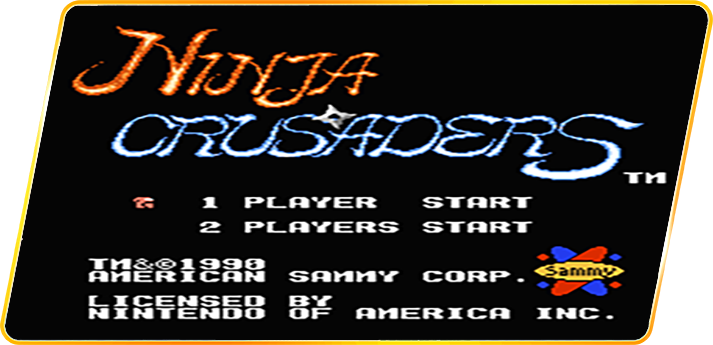 NINJA
CRUSADERS
TM
1 PLAYER START
2 PLAYERS START
TM&©1990
AMERICAN SAMMY CORP.
Sammy
LICENSED BY
NINTENDO OF AMERICA INC.